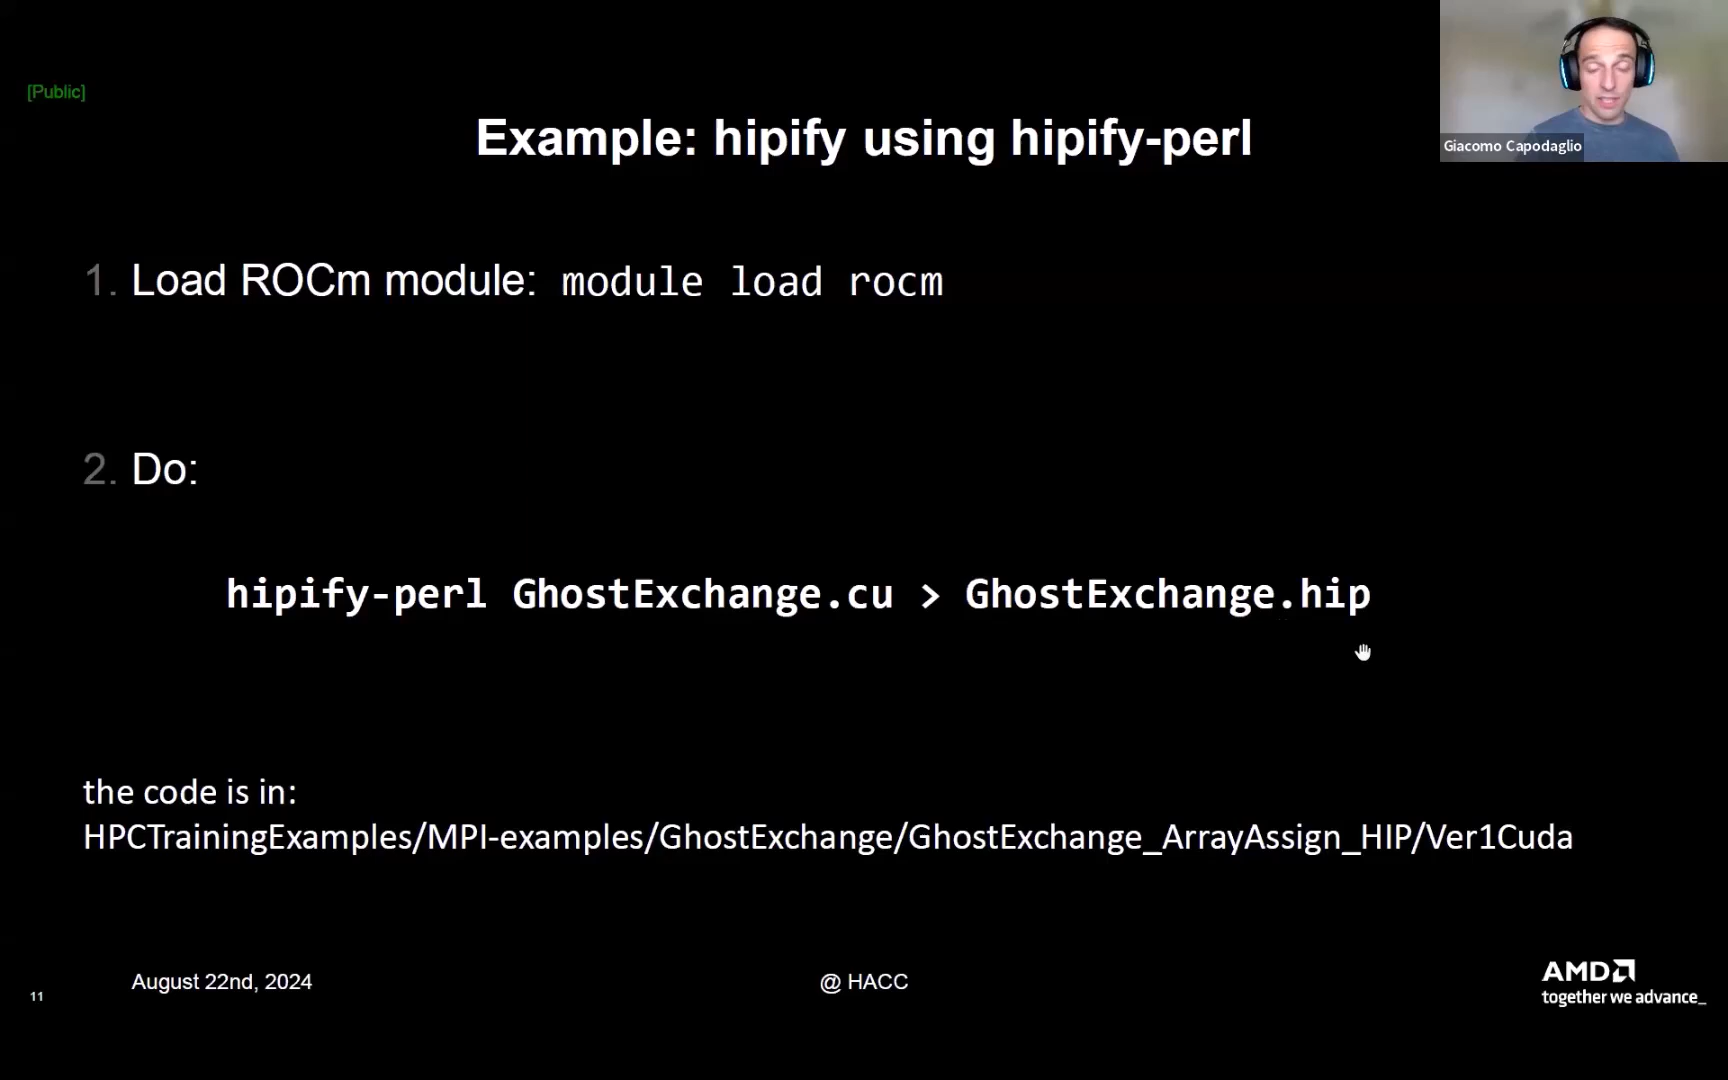 [Public]
Giacomo Capodaglio
Example: hipify using hipify-perl
1. Load ROCm module: module load rocm
2. Do:
hipify-perl GhostExchange.cu > GhostExchange.hip
the code is in:
HPCTrainingExamples/MPI-examples/GhostExchange/GhostExchange_ArrayAssign_HIP/Ver1Cuda
11
August 22nd, 2024
@ HACC
AMD
together we advance_